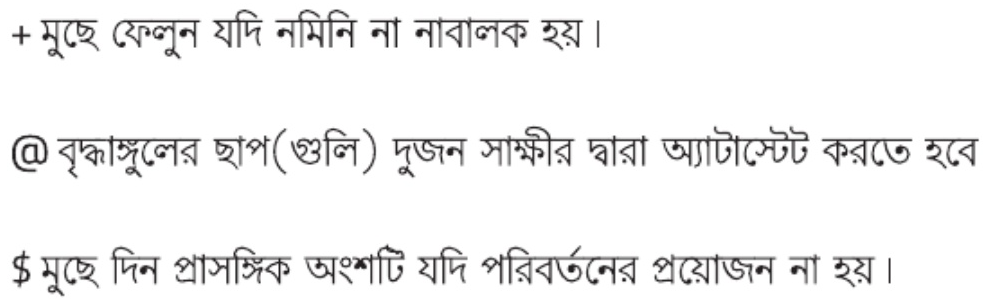 + মুছে ফেলুন যদি নমিনি না নাবালক হয়।
@ বৃদ্ধাঙ্গুলের ছাপ(গুলি) দুজন সাক্ষীর দ্বারা অ্যাটাস্টেট করতে হবে
$ মুছে দিন প্রাসঙ্গিক অংশটি যদি পরিবর্তনের প্রয়োজন না হয়।